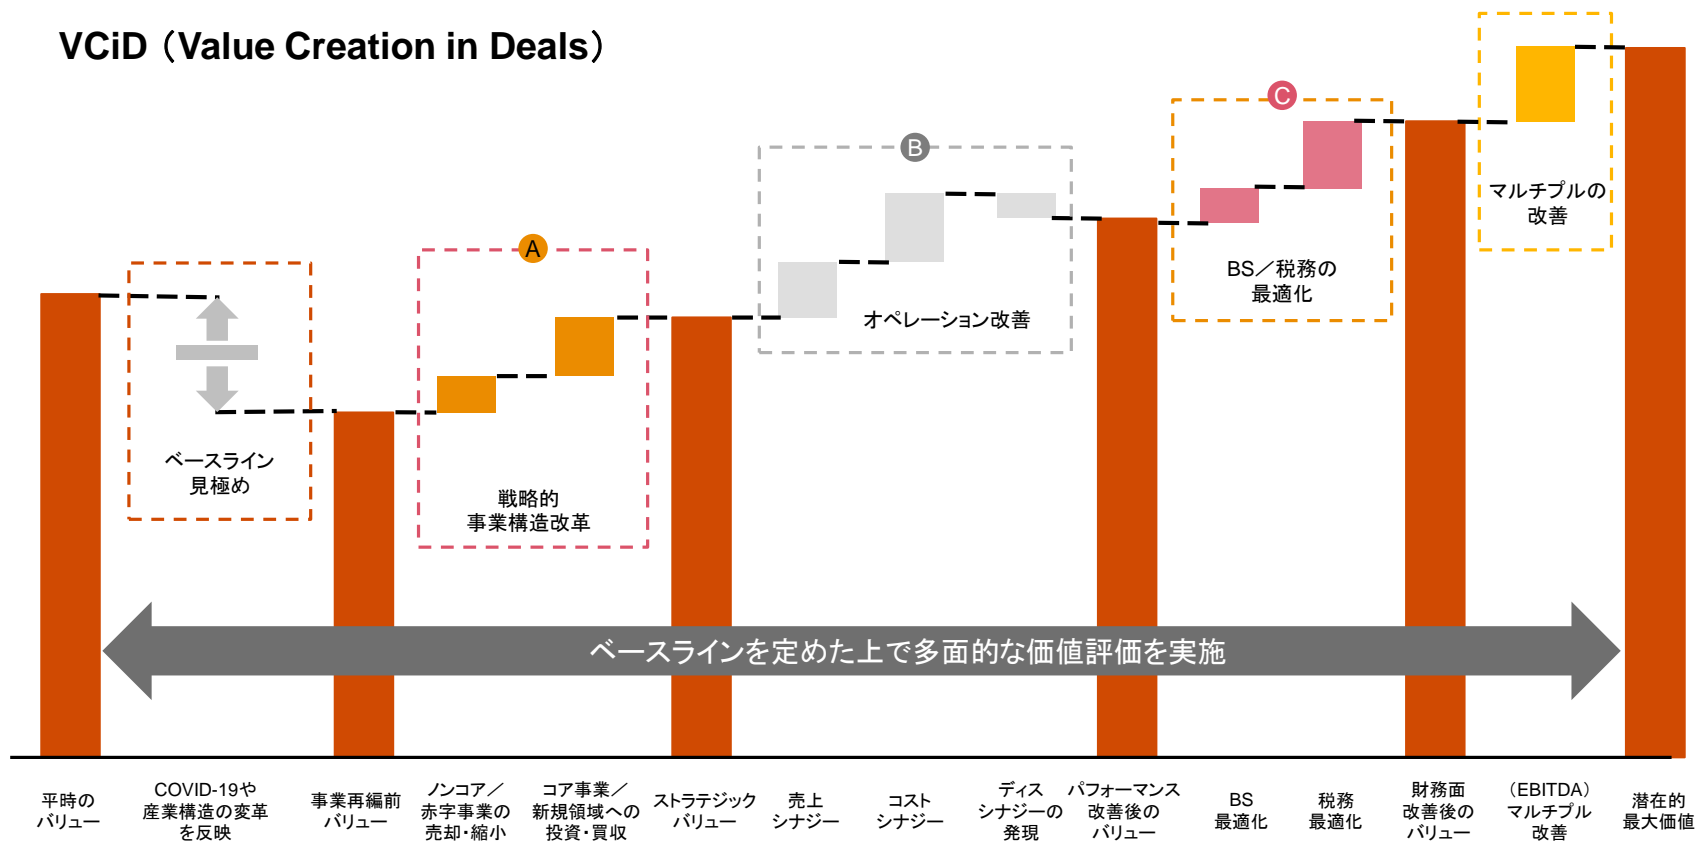 VCiD（Value Creation in Deals）
A
B
C
ベースライン
見極め
戦略的
事業構造改革
オペレーション改善
BS／税務の
最適化
マルチプルの
改善
ベースラインを定めた上で多面的な価値評価を実施
平時の
バリュー
COVID-19や
産業構造の変革
を反映
事業再編前
バリュー
ノンコア／
赤字事業の
売却・縮小
コア事業／
新規領域への
投資・買収
ストラテジック
バリュー
売上
シナジー
コスト
シナジー
ディス
シナジーの
発現
パフォーマンス
改善後の
バリュー
BS
最適化
税務
最適化
財務面
改善後の
バリュー
（EBITDA）
マルチプル
改善
潜在的
最大価値